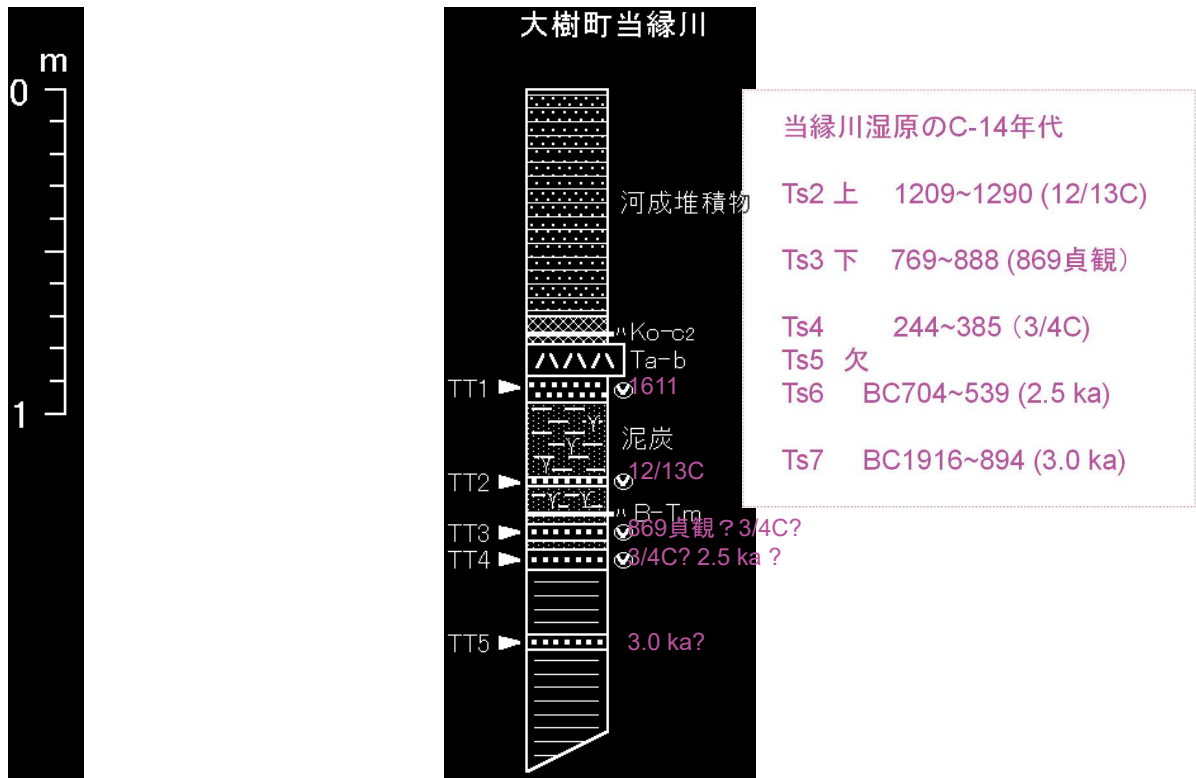 大樹町当縁川
m
0
1
河成堆積物
Ko-c2
Ta-b
TT1
1611
泥炭
TT2
12/13C
B-Tm
TT3
869貞観？3/4C?
TT4
3/4C? 2.5 ka ?
TT5
3.0 ka?
当縁川湿原のC-14年代
Ts2 上 1209~1290 (12/13C)
Ts3 下 769~888 (869貞観）
Ts4 244~385（3/4C)
Ts5 欠
Ts6 BC704~539 (2.5 ka)
Ts7 BC1916~894 (3.0 ka)